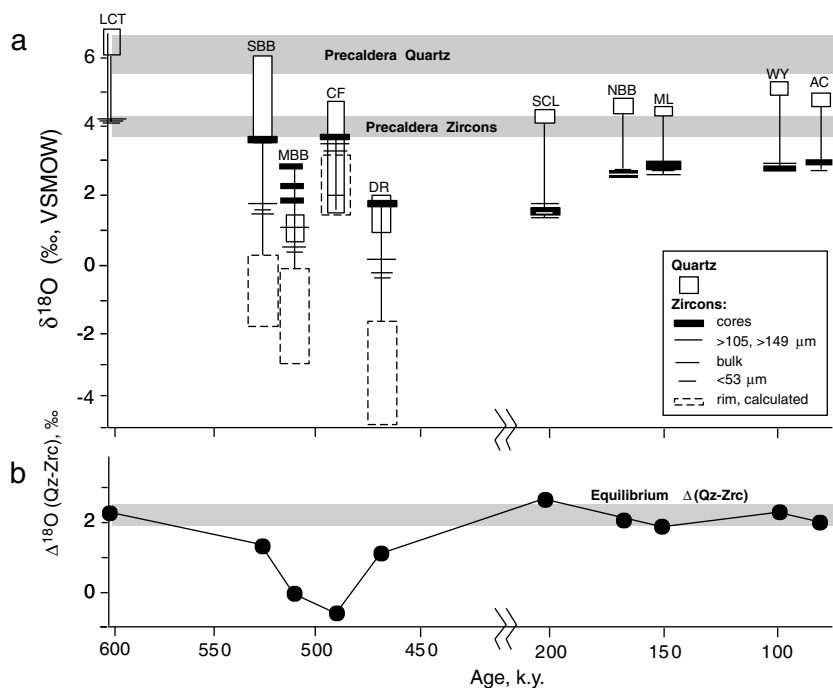 a
LCT
SBB
MBB
CF
DR
SCL
NBB
ML
WY
AC
Precaldera Quartz
Precaldera Zircons
δ¹⁸O (‰, VSMOW)
6
4
2
0
-2
-4
Quartz
Zircons:
cores
>105, >149 μm
bulk
<53 μm
rim, calculated
b
Δ¹⁸O (Qz-Zrc), ‰
2
0
Equilibrium Δ(Qz-Zrc)
600 550 500 450 200 150 100
Age, k.y.